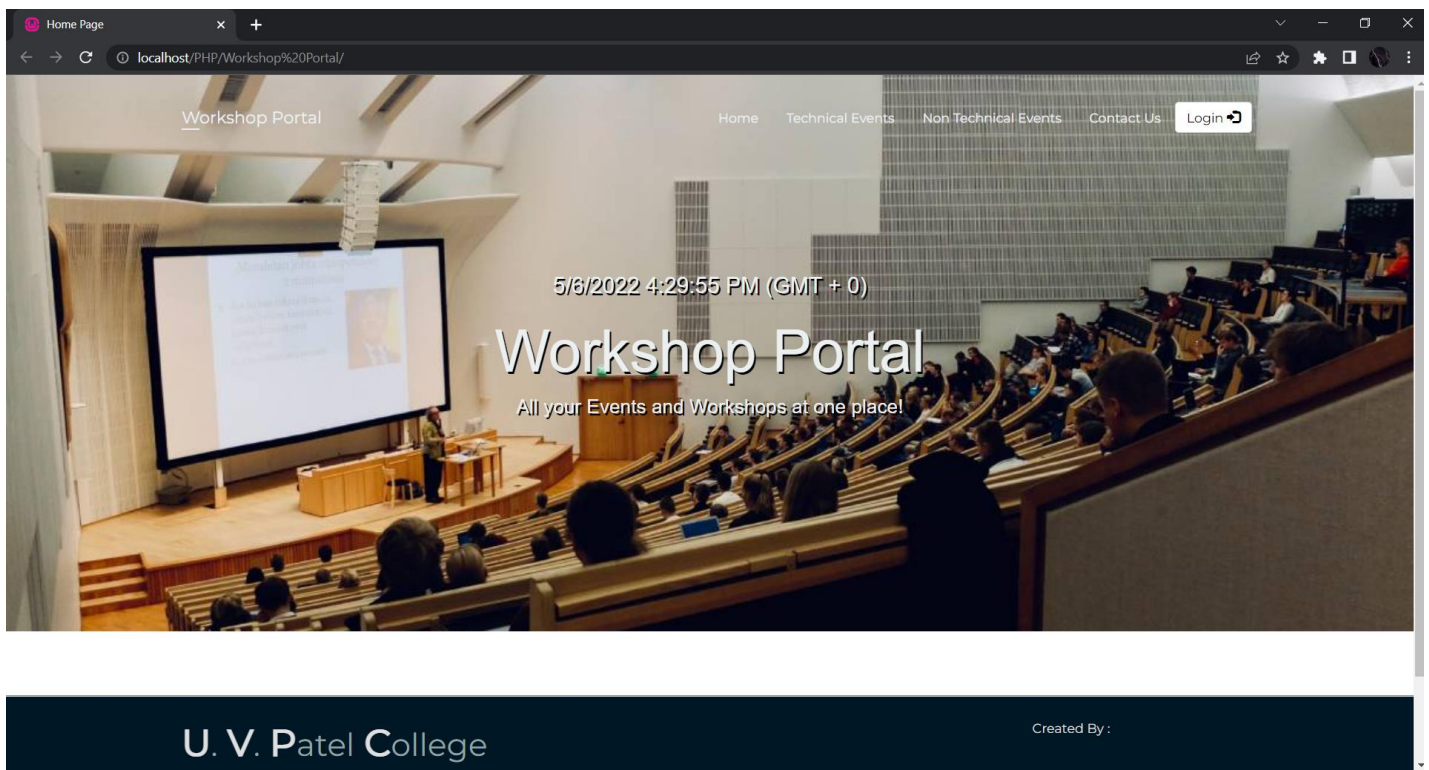 Home Page
localhost/PHP/Workshop%20Portal/
Workshop Portal
Home Technical Events Non Technical Events Contact Us Login
5/6/2022 4:29:55 PM (GMT + 0)
Workshop Portal
All your Events and Workshops at one place!
U. V. Patel College
Created By :